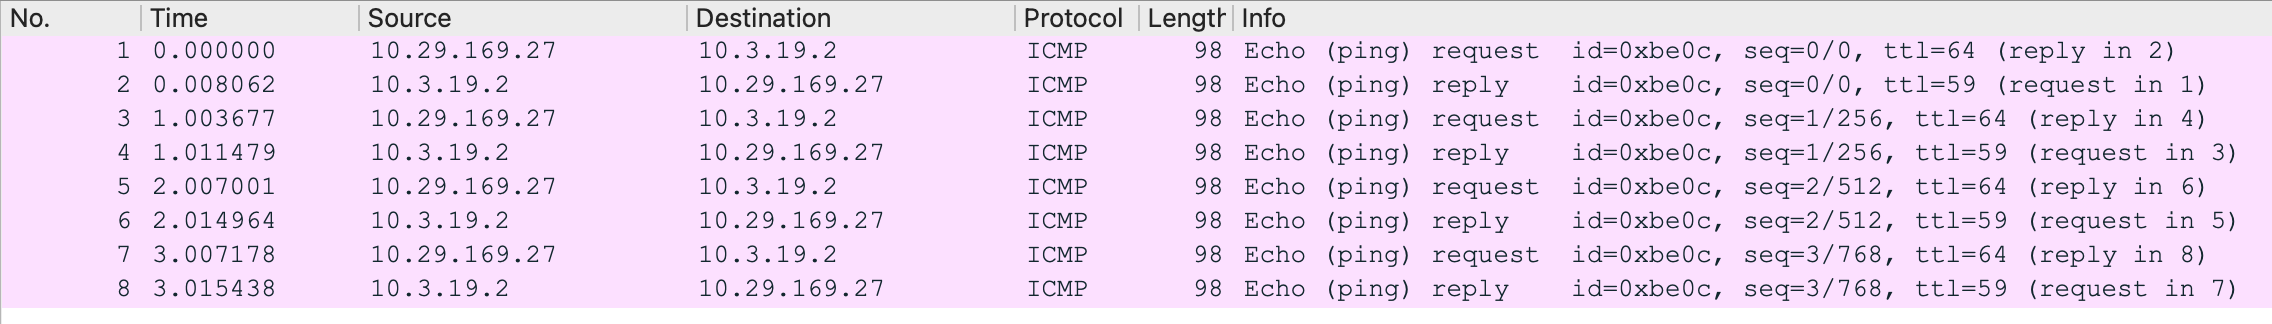 No. Time Source Destination Protocol Length Info
1 0.000000 10.29.169.27 10.3.19.2 ICMP 98 Echo (ping) request id=0xbe0c, seq=0/0, ttl=64 (reply in 2)
2 0.008062 10.3.19.2 10.29.169.27 ICMP 98 Echo (ping) reply id=0xbe0c, seq=0/0, ttl=59 (request in 1)
3 1.003677 10.29.169.27 10.3.19.2 ICMP 98 Echo (ping) request id=0xbe0c, seq=1/256, ttl=64 (reply in 4)
4 1.011479 10.3.19.2 10.29.169.27 ICMP 98 Echo (ping) reply id=0xbe0c, seq=1/256, ttl=59 (request in 3)
5 2.007001 10.29.169.27 10.3.19.2 ICMP 98 Echo (ping) request id=0xbe0c, seq=2/512, ttl=64 (reply in 6)
6 2.014964 10.3.19.2 10.29.169.27 ICMP 98 Echo (ping) reply id=0xbe0c, seq=2/512, ttl=59 (request in 5)
7 3.007178 10.29.169.27 10.3.19.2 ICMP 98 Echo (ping) request id=0xbe0c, seq=3/768, ttl=64 (reply in 8)
8 3.015438 10.3.19.2 10.29.169.27 ICMP 98 Echo (ping) reply id=0xbe0c, seq=3/768, ttl=59 (request in 7)